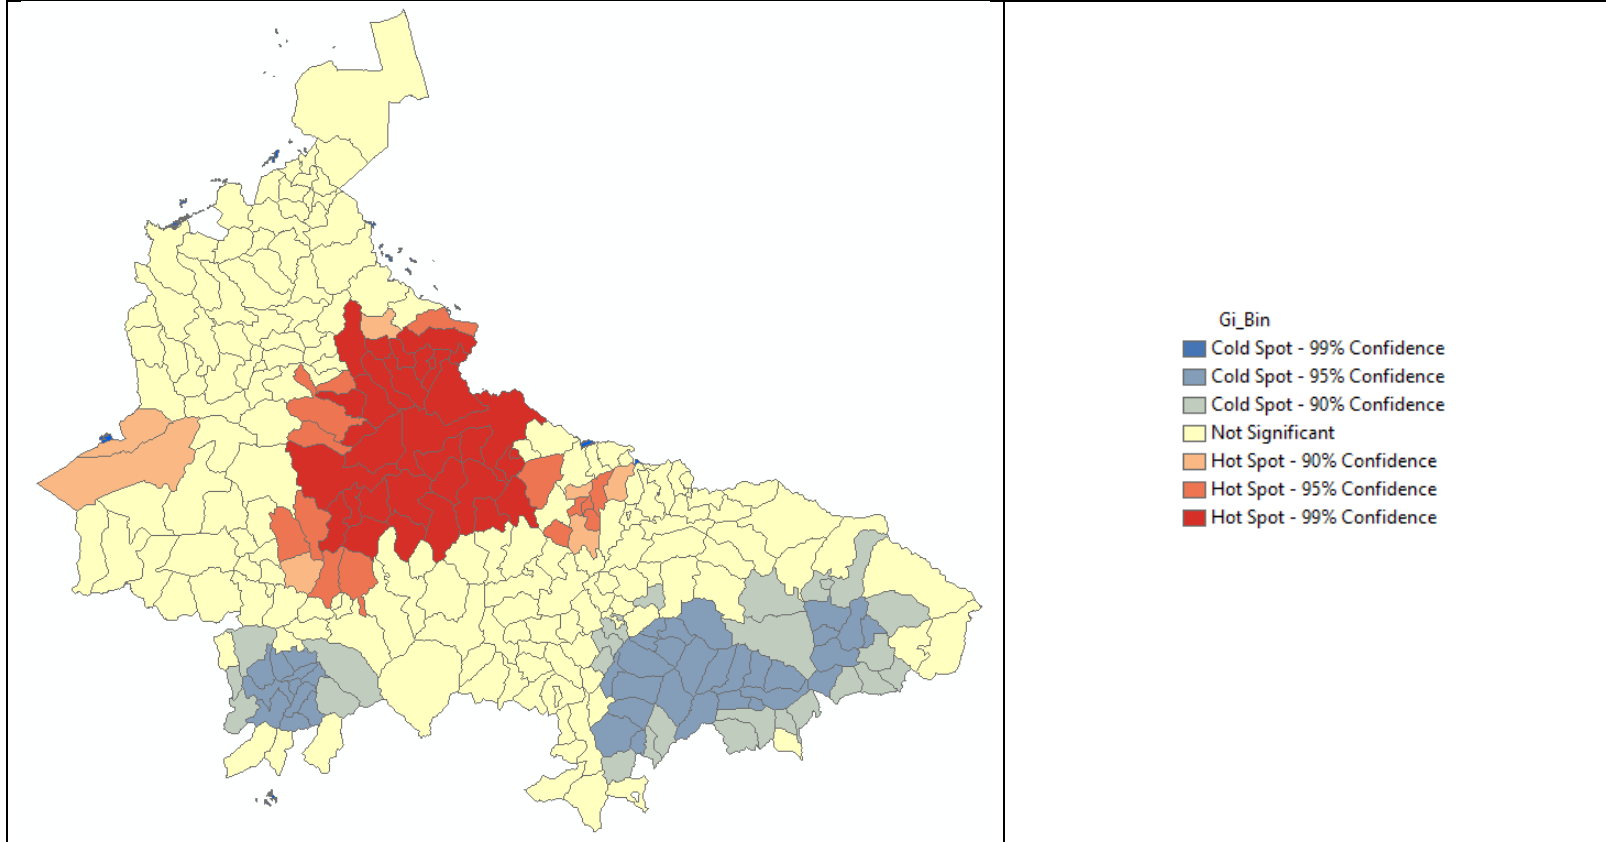 Gi_Bin
Cold Spot - 99% Confidence
Cold Spot - 95% Confidence
Cold Spot - 90% Confidence
Not Significant
Hot Spot - 90% Confidence
Hot Spot - 95% Confidence
Hot Spot - 99% Confidence